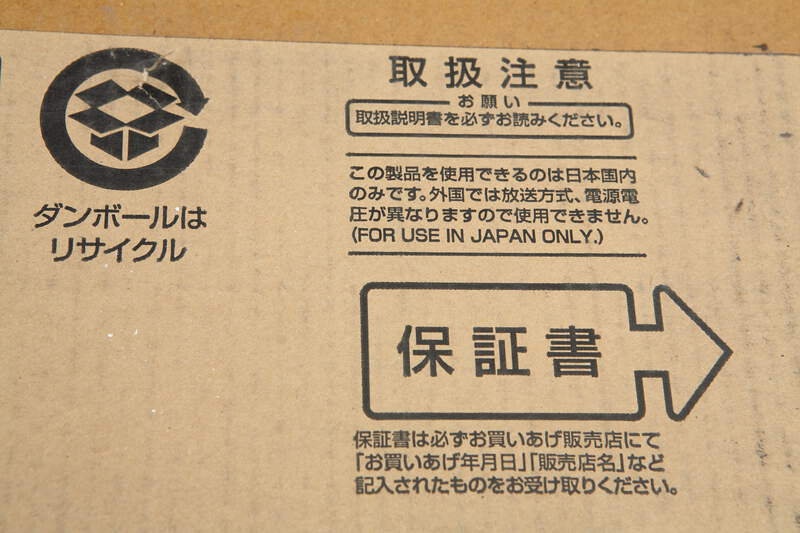 ダンボールは
リサイクル
取扱注意
お願い
取扱説明書を必ずお読みください。
この製品を使用できるのは日本国内
のみです。外国では放送方式、電源電
圧が異なりますので使用できません。
(FOR USE IN JAPAN ONLY.)
保証書
保証書は必ずお買いあげ販売店にて
「お買いあげ年月日」「販売店名」など
記入されたものをお受け取りください。